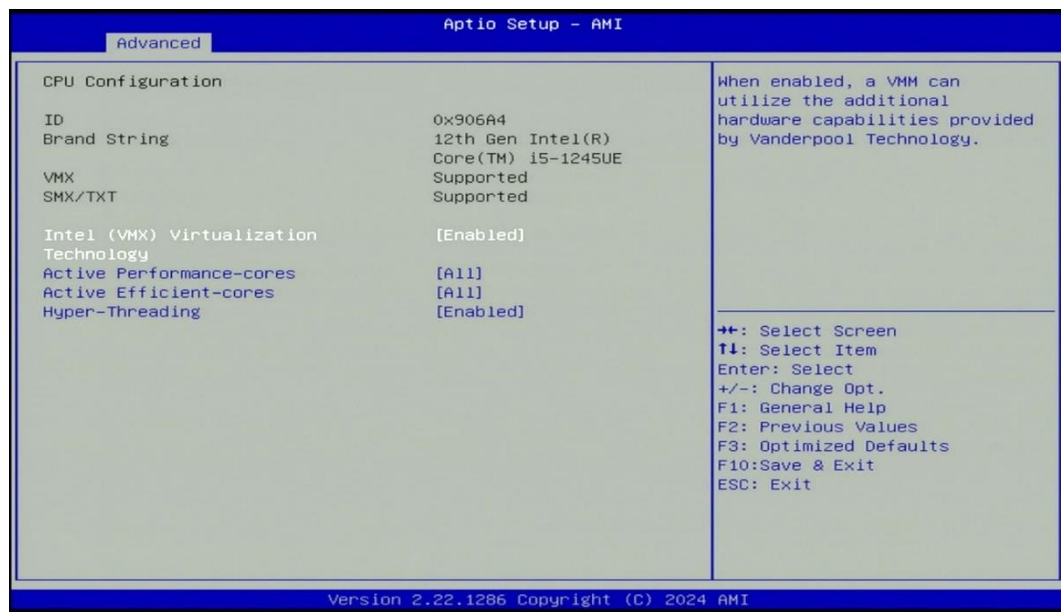 Aptio Setup – AMI
Advanced
CPU Configuration
ID 0x906A4
Brand String 12th Gen Intel(R)
Core(TM) i5-1245UE
VMX Supported
SMX/TXT Supported
Intel (VMX) Virtualization [Enabled]
Technology
Active Performance-cores [All]
Active Efficient-cores [All]
Hyper-Threading [Enabled]
When enabled, a VMM can
utilize the additional
hardware capabilities provided
by Vanderpool Technology.
→←: Select Screen
↑↓: Select Item
Enter: Select
+/-: Change Opt.
F1: General Help
F2: Previous Values
F3: Optimized Defaults
F10:Save & Exit
ESC: Exit
Version 2.22.1286 Copyright (C) 2024 AMI